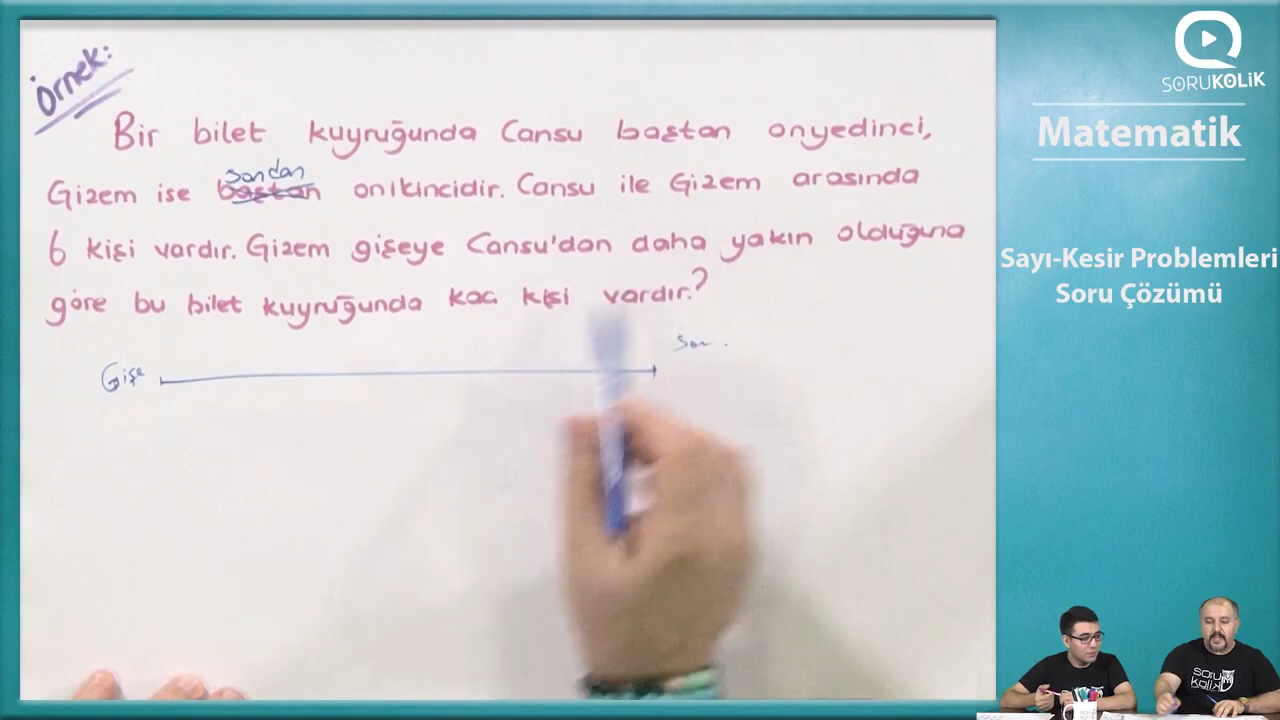 Örnek:
Bir bilet kuyruğunda Cansu baştan onyedinci,
sondan
Gizem ise baştan onikincidir. Cansu ile Gizem arasında
6 kişi vardır. Gizem gişeye Cansu'dan daha yakın olduğuna
göre bu bilet kuyruğunda kaç kişi vardır?
Gişe
Son
SORUKOLİK
Matematik
Sayı-Kesir Problemleri
Soru Çözümü
soru
kolik